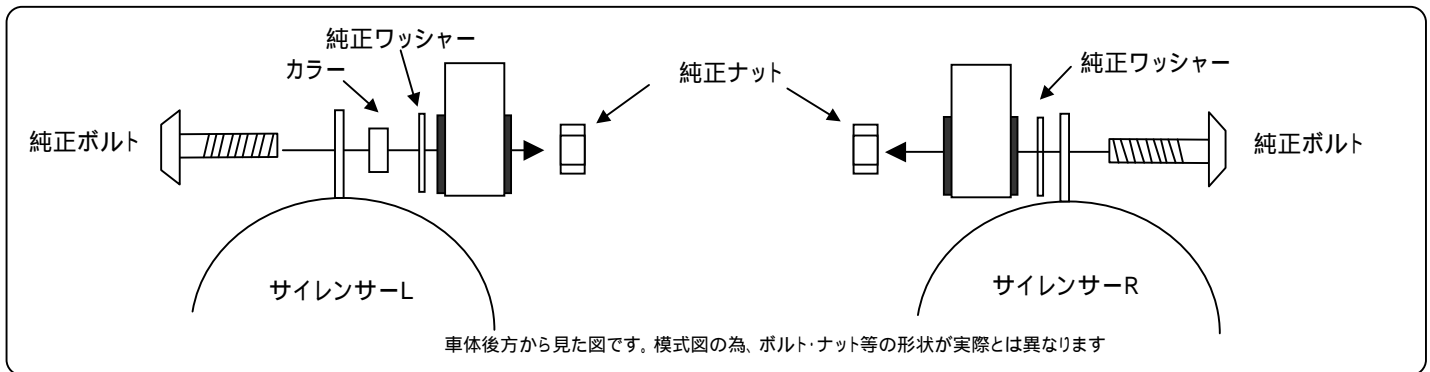 純正ワッシャー
カラー
純正ナット
純正ワッシャー
純正ボルト
純正ボルト
サイレンサーL
サイレンサーR
車体後方から見た図です。模式図の為、ボルト・ナット等の形状が実際とは異なります